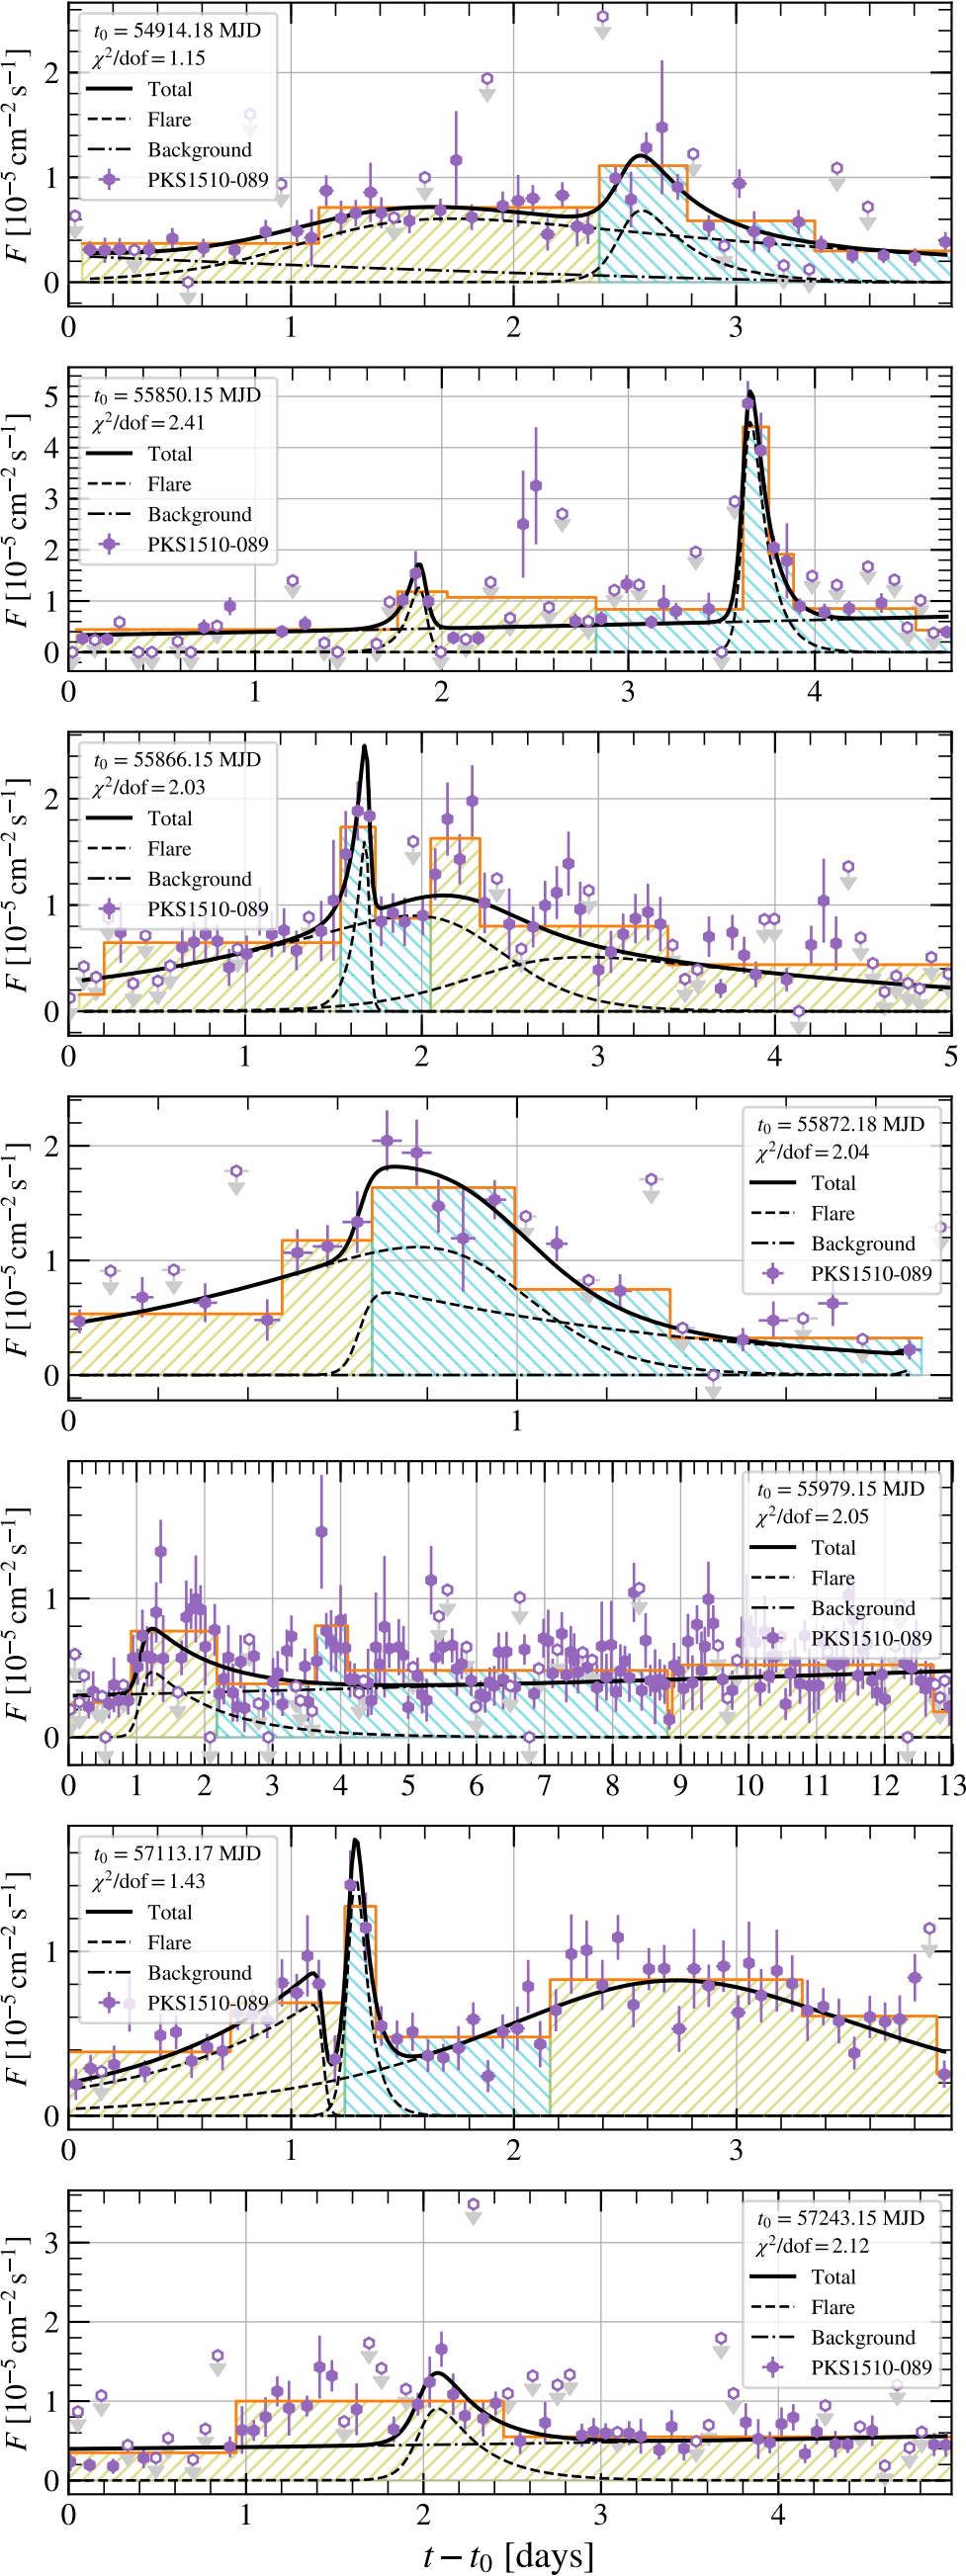 t₀ = 54914.18 MJD
χ²/dof = 1.15
Total
Flare
Background
PKS1510-089
F [10⁻⁵ cm⁻² s⁻¹]
2
1
0
0 1 2 3
t₀ = 55850.15 MJD
χ²/dof = 2.41
Total
Flare
Background
PKS1510-089
F [10⁻⁵ cm⁻² s⁻¹]
5
4
3
2
1
0
0 1 2 3 4
t₀ = 55866.15 MJD
χ²/dof = 2.03
Total
Flare
Background
PKS1510-089
F [10⁻⁵ cm⁻² s⁻¹]
2
1
0
0 1 2 3 4 5
t₀ = 55872.18 MJD
χ²/dof = 2.04
Total
Flare
Background
PKS1510-089
F [10⁻⁵ cm⁻² s⁻¹]
2
1
0
0 1
t₀ = 55979.15 MJD
χ²/dof = 2.05
Total
Flare
Background
PKS1510-089
F [10⁻⁵ cm⁻² s⁻¹]
1
0
0 1 2 3 4 5 6 7 8 9 10 11 12 13
t₀ = 57113.17 MJD
χ²/dof = 1.43
Total
Flare
Background
PKS1510-089
F [10⁻⁵ cm⁻² s⁻¹]
1
0
0 1 2 3
t₀ = 57243.15 MJD
χ²/dof = 2.12
Total
Flare
Background
PKS1510-089
F [10⁻⁵ cm⁻² s⁻¹]
3
2
1
0
0 1 2 3 4
t − t₀ [days]